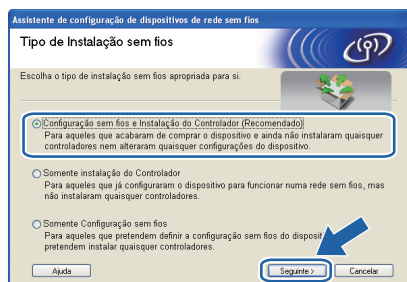 Assistente de configuração de dispositivos de rede sem fios
Tipo de Instalação sem fios
Escolha o tipo de instalação sem fios apropriada para si.
Configuração sem fios e Instalação do Controlador (Recomendado)
Para aqueles que acabaram de comprar o dispositivo e ainda não instalaram quaisquer
controladores nem alteraram quaisquer configurações do dispositivo.
Somente instalação do Controlador
Para aqueles que já configuraram o dispositivo para funcionar numa rede sem fios, mas
não instalaram quaisquer controladores.
Somente Configuração sem fios
Para aqueles que pretendem definir a configuração sem fios do
pretendem instalar quaisquer controladores.
Ajuda
Seguinte >
Cancelar